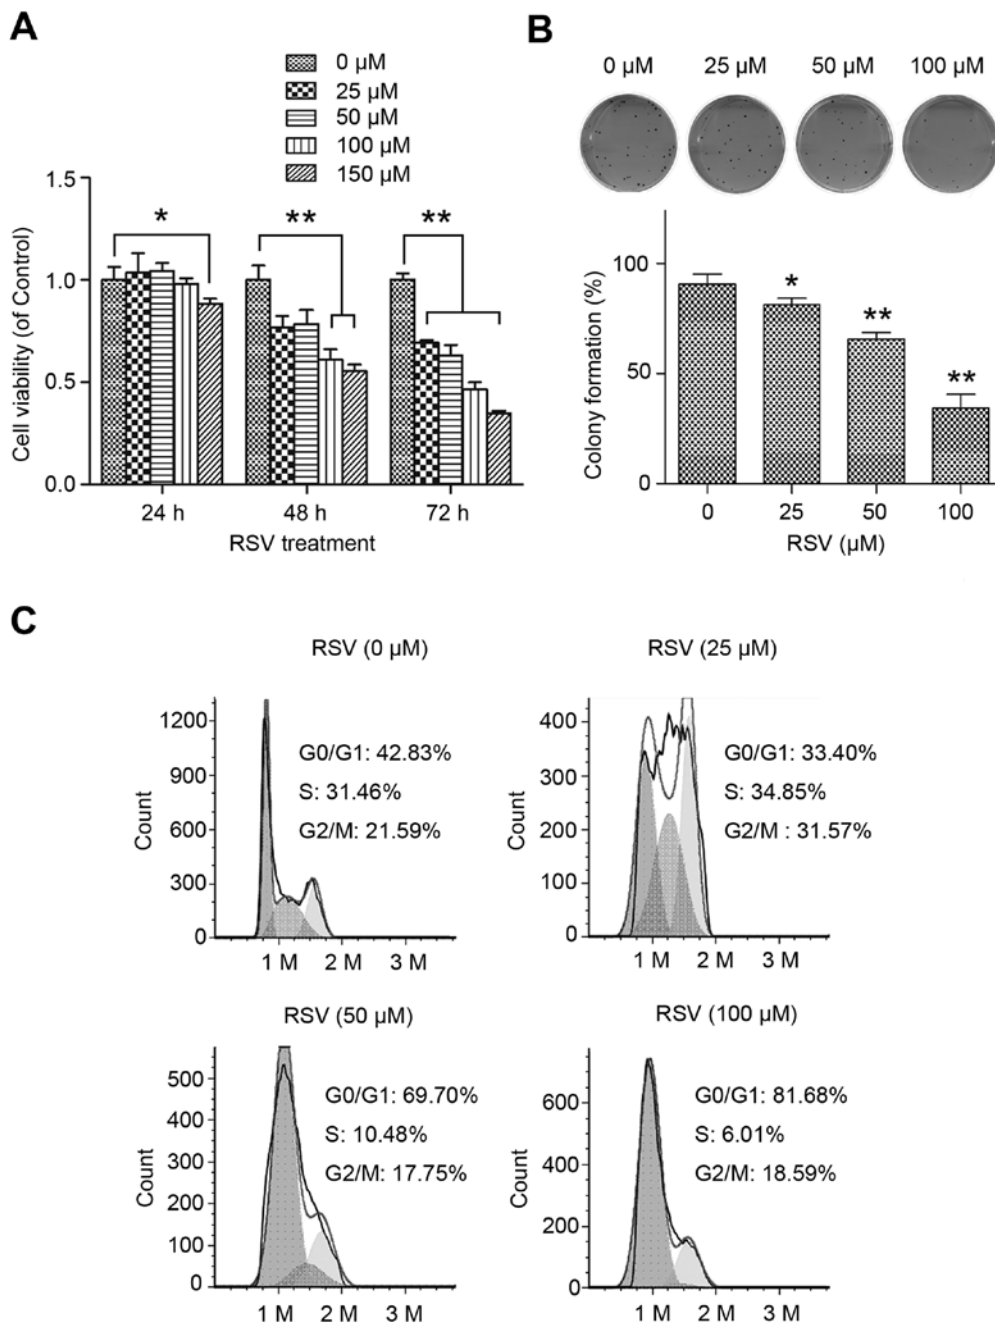 A
0 µM
25 µM
50 µM
100 µM
150 µM
Cell viability (of Control)
1.5
1.0
0.5
0.0
*
**
**
24 h
48 h
72 h
RSV treatment
B
0 µM
25 µM
50 µM
100 µM
Colony formation (%)
100
50
0
*
**
**
0
25
50
100
RSV (µM)
C
RSV (0 µM)
Count
1200
900
600
300
0
G0/G1: 42.83%
S: 31.46%
G2/M: 21.59%
1 M
2 M
3 M
RSV (25 µM)
Count
400
300
200
100
0
G0/G1: 33.40%
S: 34.85%
G2/M : 31.57%
1 M
2 M
3 M
RSV (50 µM)
Count
500
400
300
200
100
0
G0/G1: 69.70%
S: 10.48%
G2/M: 17.75%
1 M
2 M
3 M
RSV (100 µM)
Count
600
400
200
0
G0/G1: 81.68%
S: 6.01%
G2/M: 18.59%
1 M
2 M
3 M